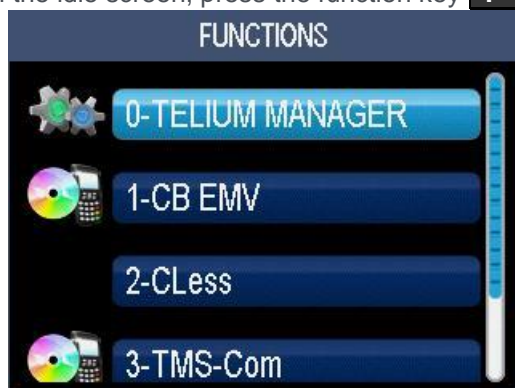 the idle screen, press the function key
FUNCTIONS
0-TELIUM MANAGER
1-CB EMV
2-CLess
3-TMS-Com